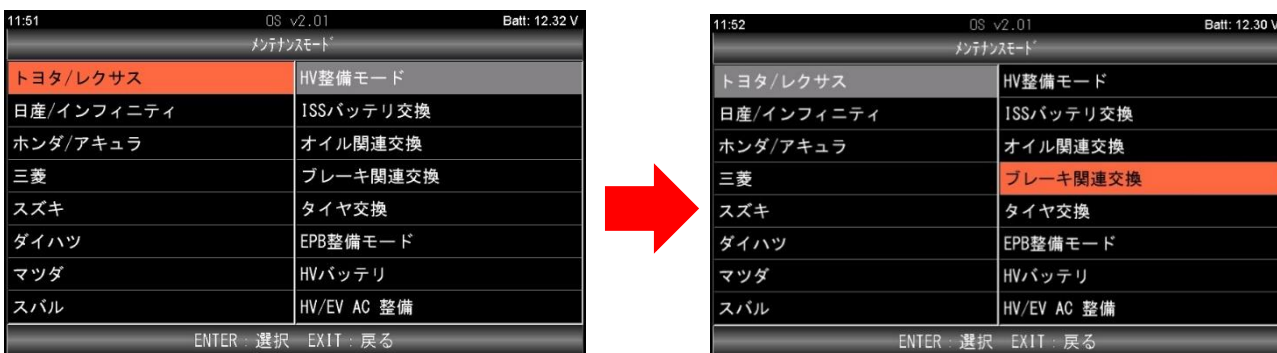 11:51 OS v2.01 Batt: 12.32 V
ﾒﾝﾃﾅﾝｽﾓｰﾄﾞ
トヨタ/レクサス HV整備モード
日産/インフィニティ ISSバッテリ交換
ホンダ/アキュラ オイル関連交換
三菱 ブレーキ関連交換
スズキ タイヤ交換
ダイハツ EPB整備モード
マツダ HVバッテリ
スバル HV/EV AC 整備
ENTER : 選択 EXIT : 戻る
11:52 OS v2.01 Batt: 12.30 V
ﾒﾝﾃﾅﾝｽﾓｰﾄﾞ
トヨタ/レクサス HV整備モード
日産/インフィニティ ISSバッテリ交換
ホンダ/アキュラ オイル関連交換
三菱 ブレーキ関連交換
スズキ タイヤ交換
ダイハツ EPB整備モード
マツダ HVバッテリ
スバル HV/EV AC 整備
ENTER : 選択 EXIT : 戻る